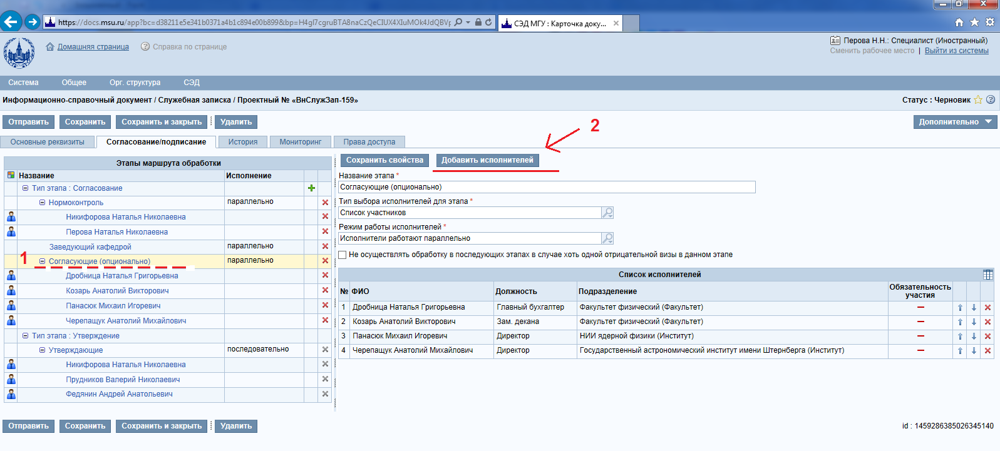 https://docs.msu.ru/app?bc=d38211e5e341b0371a4b1c894e00b899&bp=H4gl7cgruBTA8naCzQeCIUX4XIuMOk4JdQBVp
СЭД МГУ : Карточка доку...
Домашняя страница
Справка по странице
Перова Н.Н.: Специалист (Иностранный)
Сменить рабочее место | Выйти из системы
Система Общее Орг. структура СЭД
Информационно-справочный документ / Служебная записка / Проектный № «ВнСлужЗап-159»
Статус : Черновик
Отправить Сохранить Сохранить и закрыть Удалить
Дополнительно
2
Основные реквизиты Согласование/подписание История Мониторинг Права доступа
Этапы маршрута обработки
Название Исполнение
Тип этапа : Согласование
Нормоконтроль параллельно
Никифорова Наталья Николаевна
Перова Наталья Николаевна
Заведующий кафедрой параллельно
1 Согласующие (опционально) параллельно
Дробница Наталья Григорьевна
Козарь Анатолий Викторович
Панасюк Михаил Игоревич
Черепащук Анатолий Михайлович
Тип этапа : Утверждение
Утверждающие последовательно
Никифорова Наталья Николаевна
Прудников Валерий Николаевич
Федянин Андрей Анатольевич
Сохранить свойства Добавить исполнителей
Название этапа *
Согласующие (опционально)
Тип выбора исполнителей для этапа *
Список участников
Режим работы исполнителей *
Исполнители работают параллельно
Не осуществлять обработку в последующих этапах в случае хоть одной отрицательной визы в данном этапе
Список исполнителей
№ ФИО Должность Подразделение Обязательность участия
1 Дробница Наталья Григорьевна Главный бухгалтер Факультет физический (Факультет)
2 Козарь Анатолий Викторович Зам. декана Факультет физический (Факультет)
3 Панасюк Михаил Игоревич Директор НИИ ядерной физики (Институт)
4 Черепащук Анатолий Михайлович Директор Государственный астрономический институт имени Штернберга (Институт)
Отправить Сохранить Сохранить и закрыть Удалить
id : 1459286385026345140